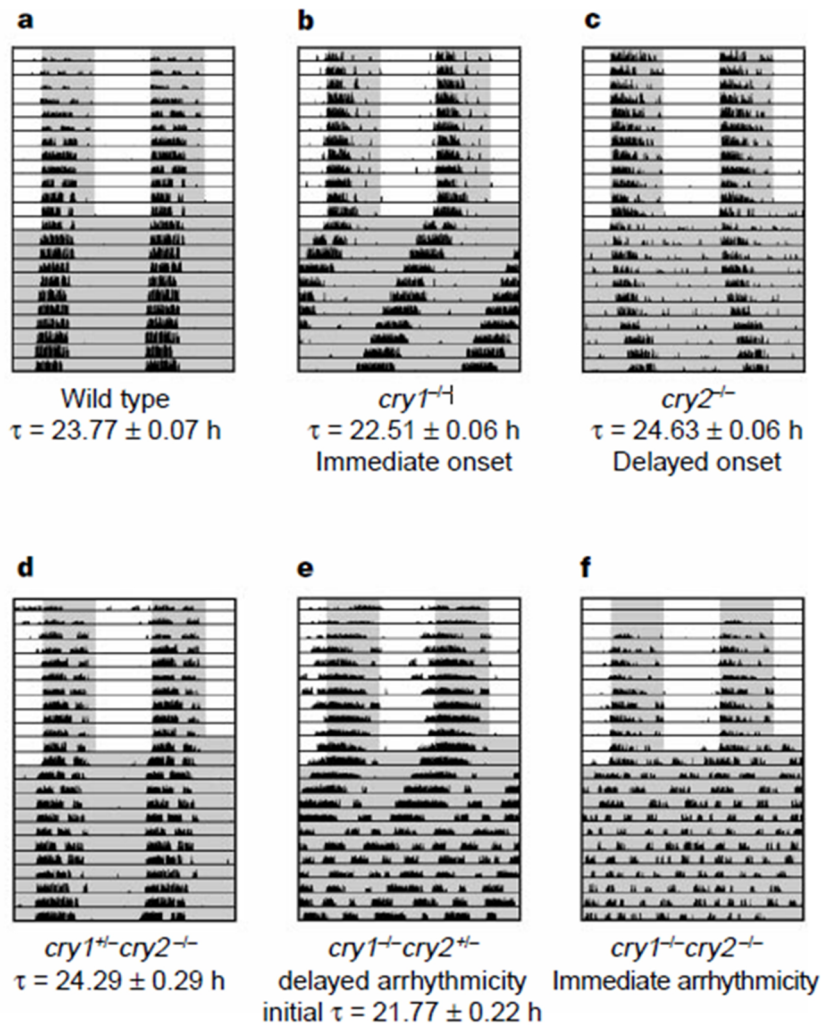 a
b
c
Wild type
τ = 23.77 ± 0.07 h
cry1⁻/⁻|
τ = 22.51 ± 0.06 h
Immediate onset
cry2⁻/⁻
τ = 24.63 ± 0.06 h
Delayed onset
d
e
f
cry1⁺/⁻cry2⁻/⁻
τ = 24.29 ± 0.29 h
cry1⁻/⁻cry2⁺/⁻
delayed arrhythmicity
initial τ = 21.77 ± 0.22 h
cry1⁻/⁻cry2⁻/⁻
Immediate arrhythmicity